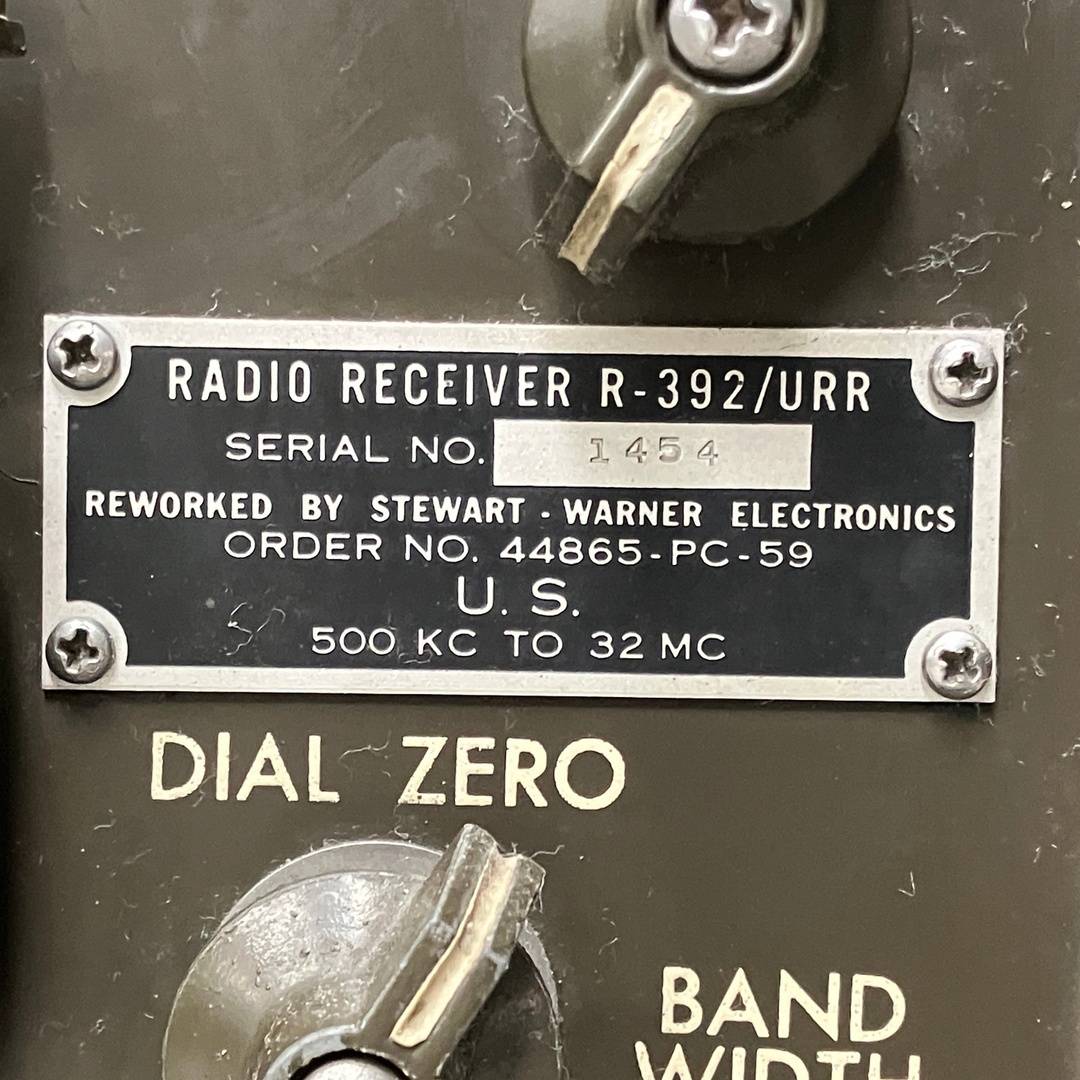 RADIO RECEIVER R-392/URR
SERIAL NO. 1454
REWORKED BY STEWART - WARNER ELECTRONICS
ORDER NO. 44865-PC-59
U. S.
500 KC TO 32 MC
DIAL ZERO
BAND
WIDTH